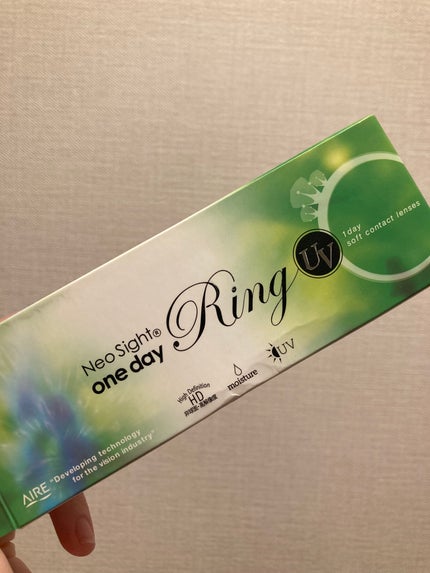 Neo Sight®
one day
Ring
UV
1day
soft contact lenses
High Definition
HD
moisture
UV
AIRE
"Developing technology
for the vision industry"